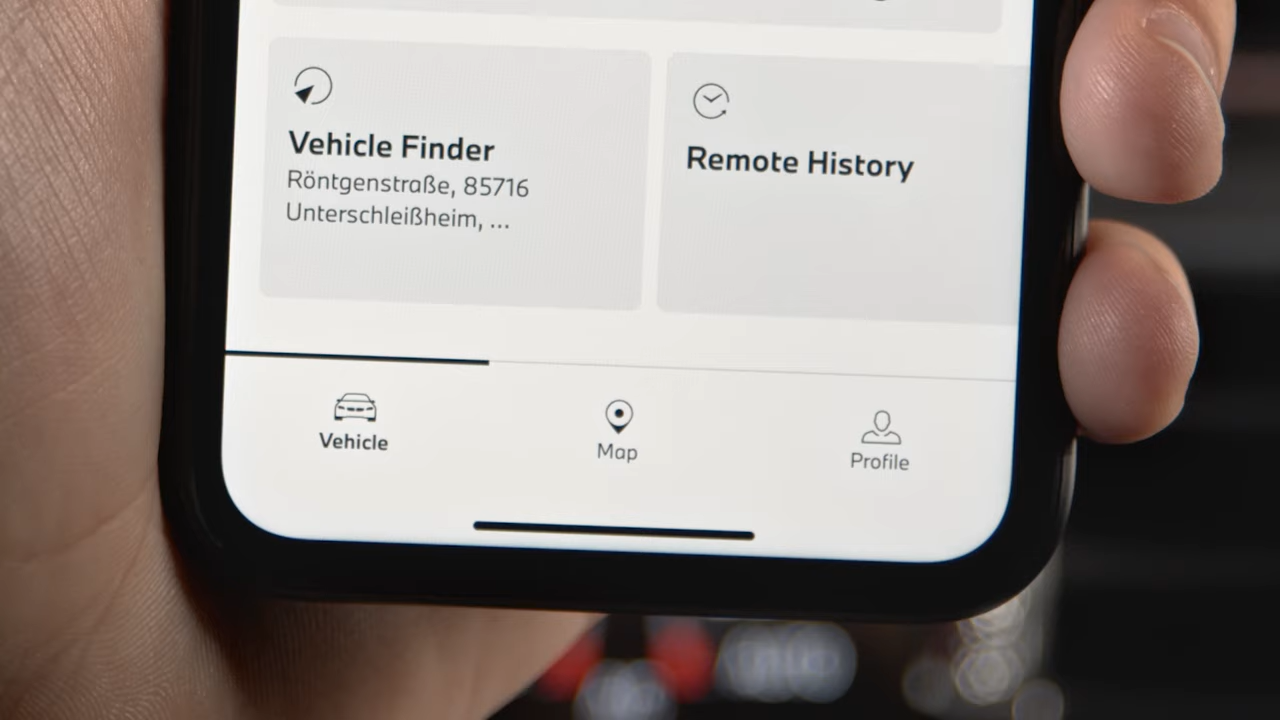 Vehicle Finder
Röntgenstraße, 85716
Unterschleißheim, ...
Remote History
Vehicle
Map
Profile